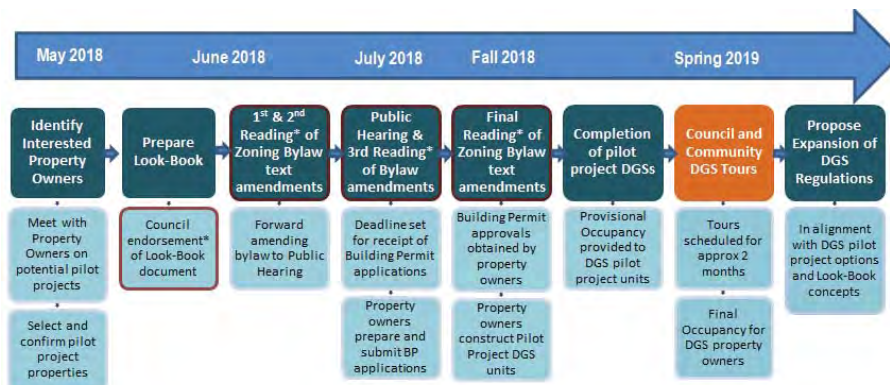 May 2018
June 2018
July 2018
Fall 2018
Spring 2019
Identify
Interested
Property
Owners
Meet with
Property
Owners on
potential pilot
projects
Select and
confirm pilot
project
properties
Prepare
Look-Book
Council
endorsement*
of Look-Book
document
1st & 2nd
Reading* of
Zoning Bylaw
text
amendments
Forward
amending
bylaw to Public
Hearing
Public
Hearing &
3rd Reading*
of Bylaw
amendments
Deadline set
for receipt of
Building Permit
applications
Property
owners
prepare and
submit BP
applications
Final
Reading* of
Zoning Bylaw
text
amendments
Building Permit
approvals
obtained by
property
owners
Property
owners
construct Pilot
Project DGS
units
Completion
of pilot
project DGSs
Provisional
Occupancy
provided to
DGS pilot
project units
Council and
Community
DGS Tours
Tours
scheduled for
approx 2
months
Final
Occupancy for
DGS property
owners
Propose
Expansion of
DGS
Regulations
In alignment
with DGS pilot
project options
and Look-Book
concepts